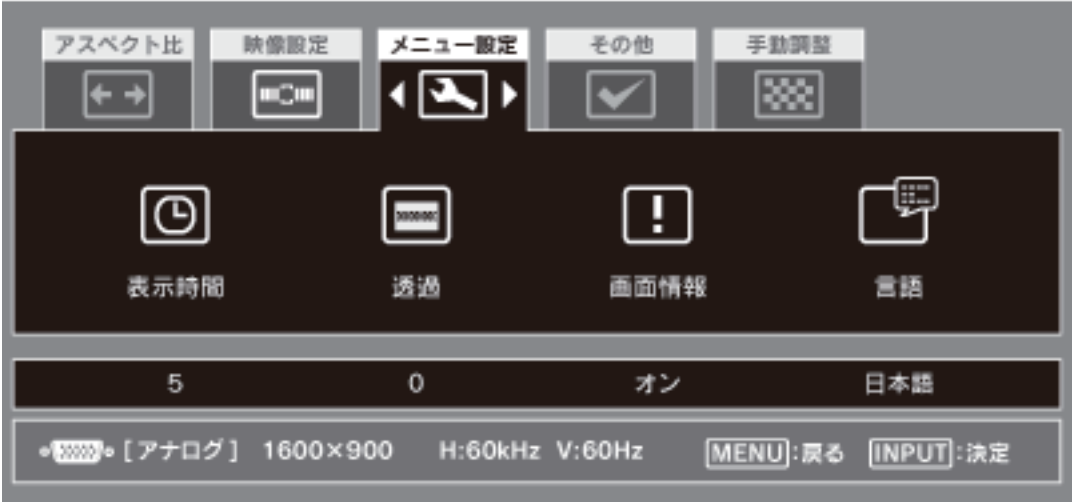 アスペクト比 映像設定 メニュー設定 その他 手動調整
表示時間 透過 画面情報 言語
5 0 オン 日本語
[アナログ] 1600×900 H:60kHz V:60Hz MENU:戻る INPUT:決定